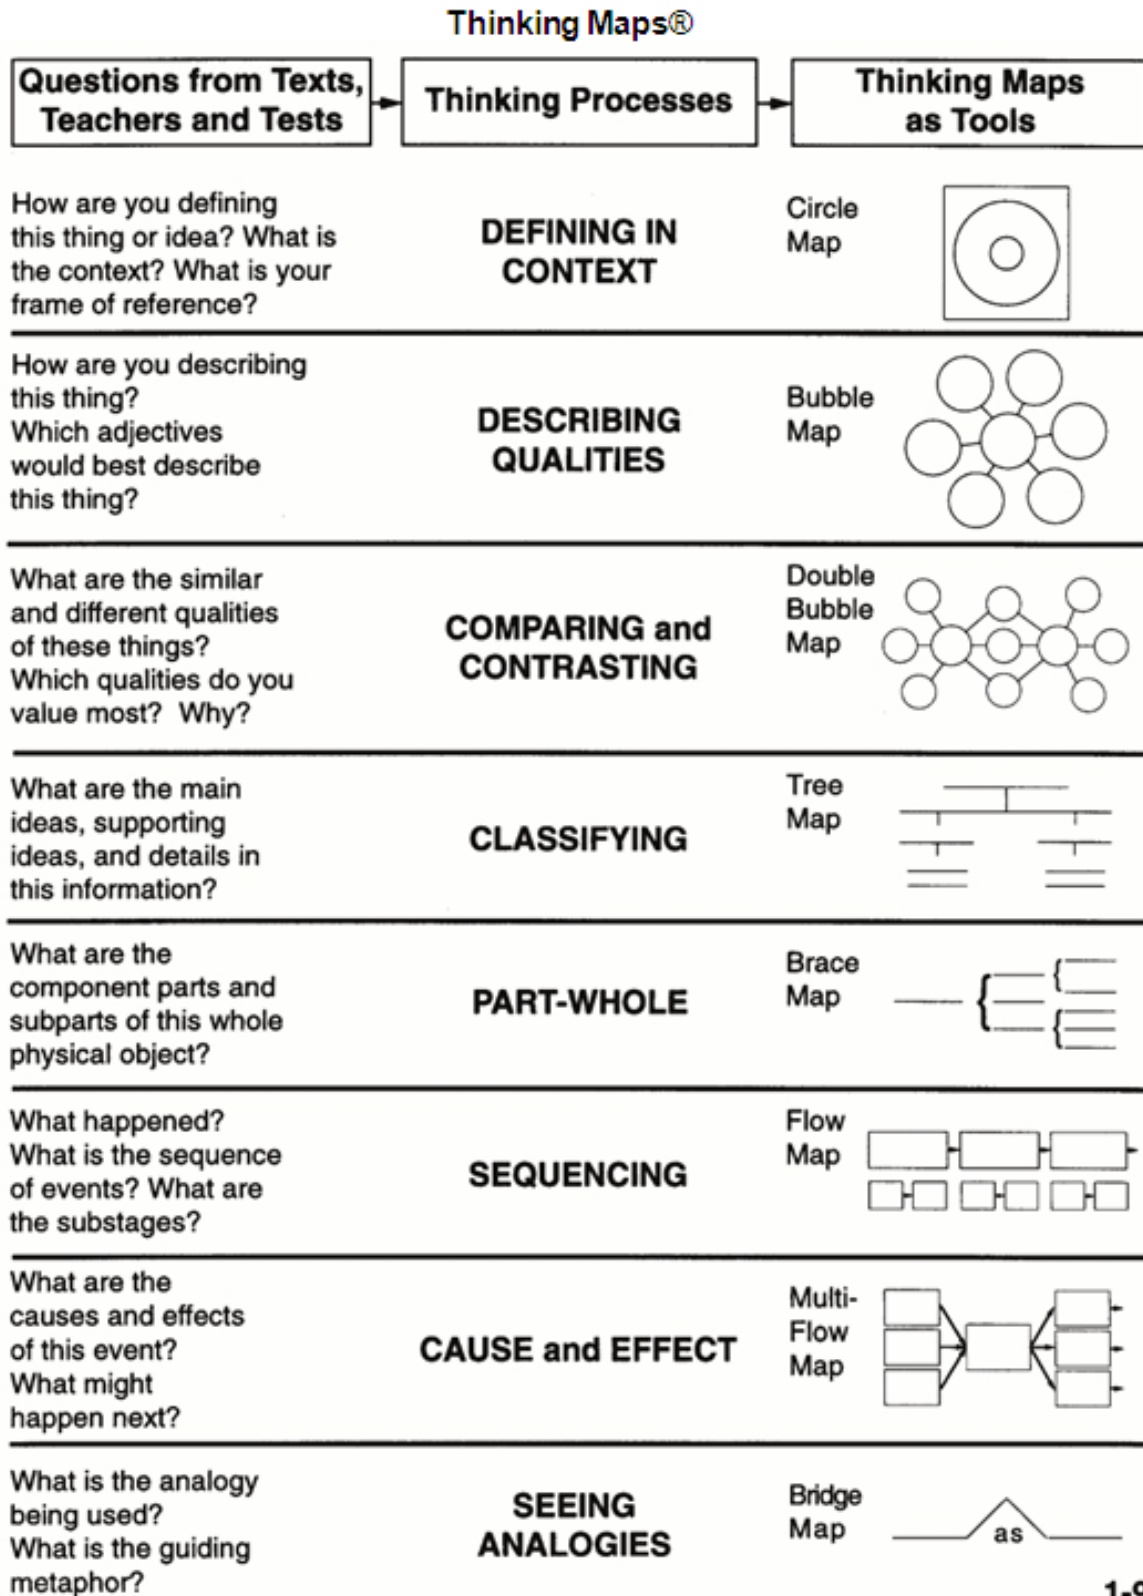 Thinking Maps®
Questions from Texts,
Teachers and Tests
Thinking Processes
Thinking Maps
as Tools
How are you defining
this thing or idea? What is
the context? What is your
frame of reference?
DEFINING IN
CONTEXT
Circle
Map
How are you describing
this thing?
Which adjectives
would best describe
this thing?
DESCRIBING
QUALITIES
Bubble
Map
What are the similar
and different qualities
of these things?
Which qualities do you
value most? Why?
COMPARING and
CONTRASTING
Double
Bubble
Map
What are the main
ideas, supporting
ideas, and details in
this information?
CLASSIFYING
Tree
Map
What are the
component parts and
subparts of this whole
physical object?
PART-WHOLE
Brace
Map
What happened?
What is the sequence
of events? What are
the substages?
SEQUENCING
Flow
Map
What are the
causes and effects
of this event?
What might
happen next?
CAUSE and EFFECT
Multi-
Flow
Map
What is the analogy
being used?
What is the guiding
metaphor?
SEEING
ANALOGIES
Bridge
Map
as
1-9